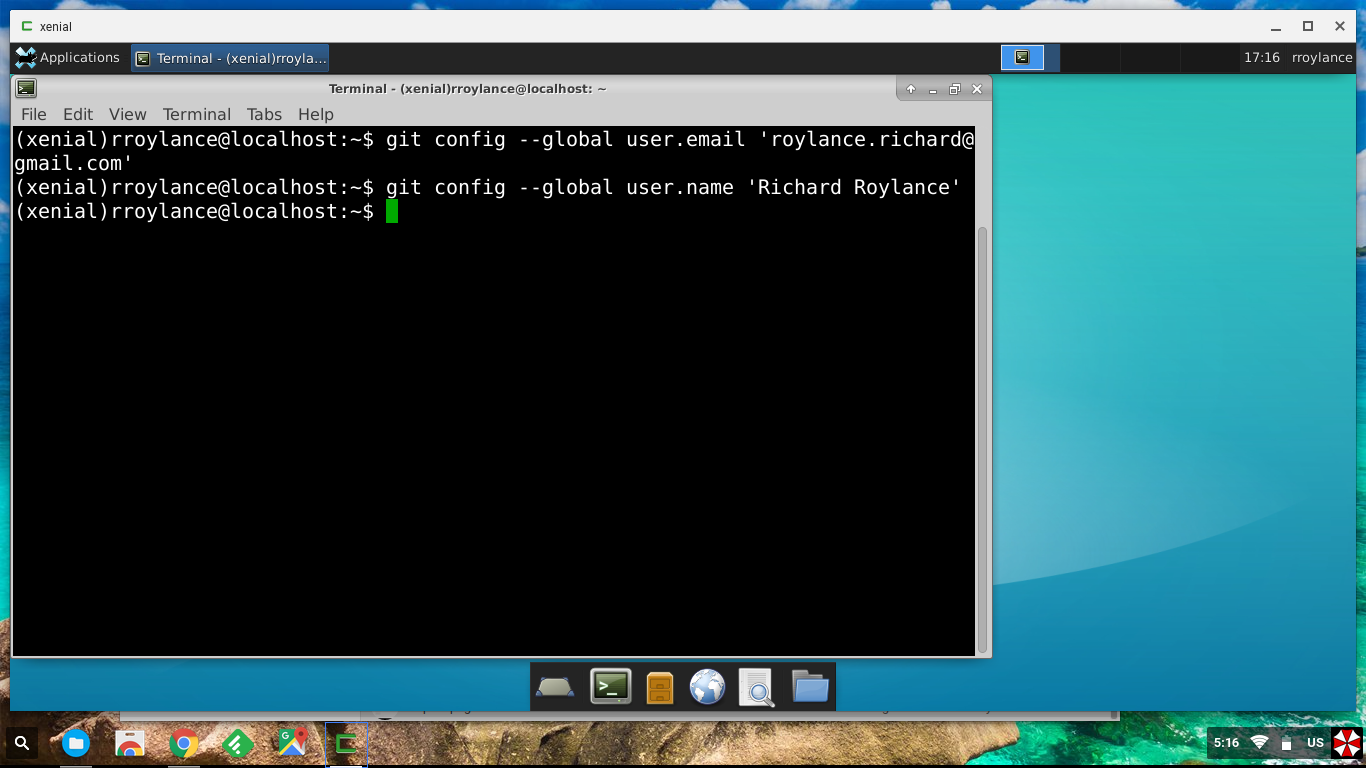 xenial
Applications
Terminal - (xenial)rroyla...
17:16
rroylance
Terminal - (xenial)rroylance@localhost: ~
File Edit View Terminal Tabs Help
(xenial)rroylance@localhost:~$ git config --global user.email 'roylance.richard@
gmail.com'
(xenial)rroylance@localhost:~$ git config --global user.name 'Richard Roylance'
(xenial)rroylance@localhost:~$
5:16
US